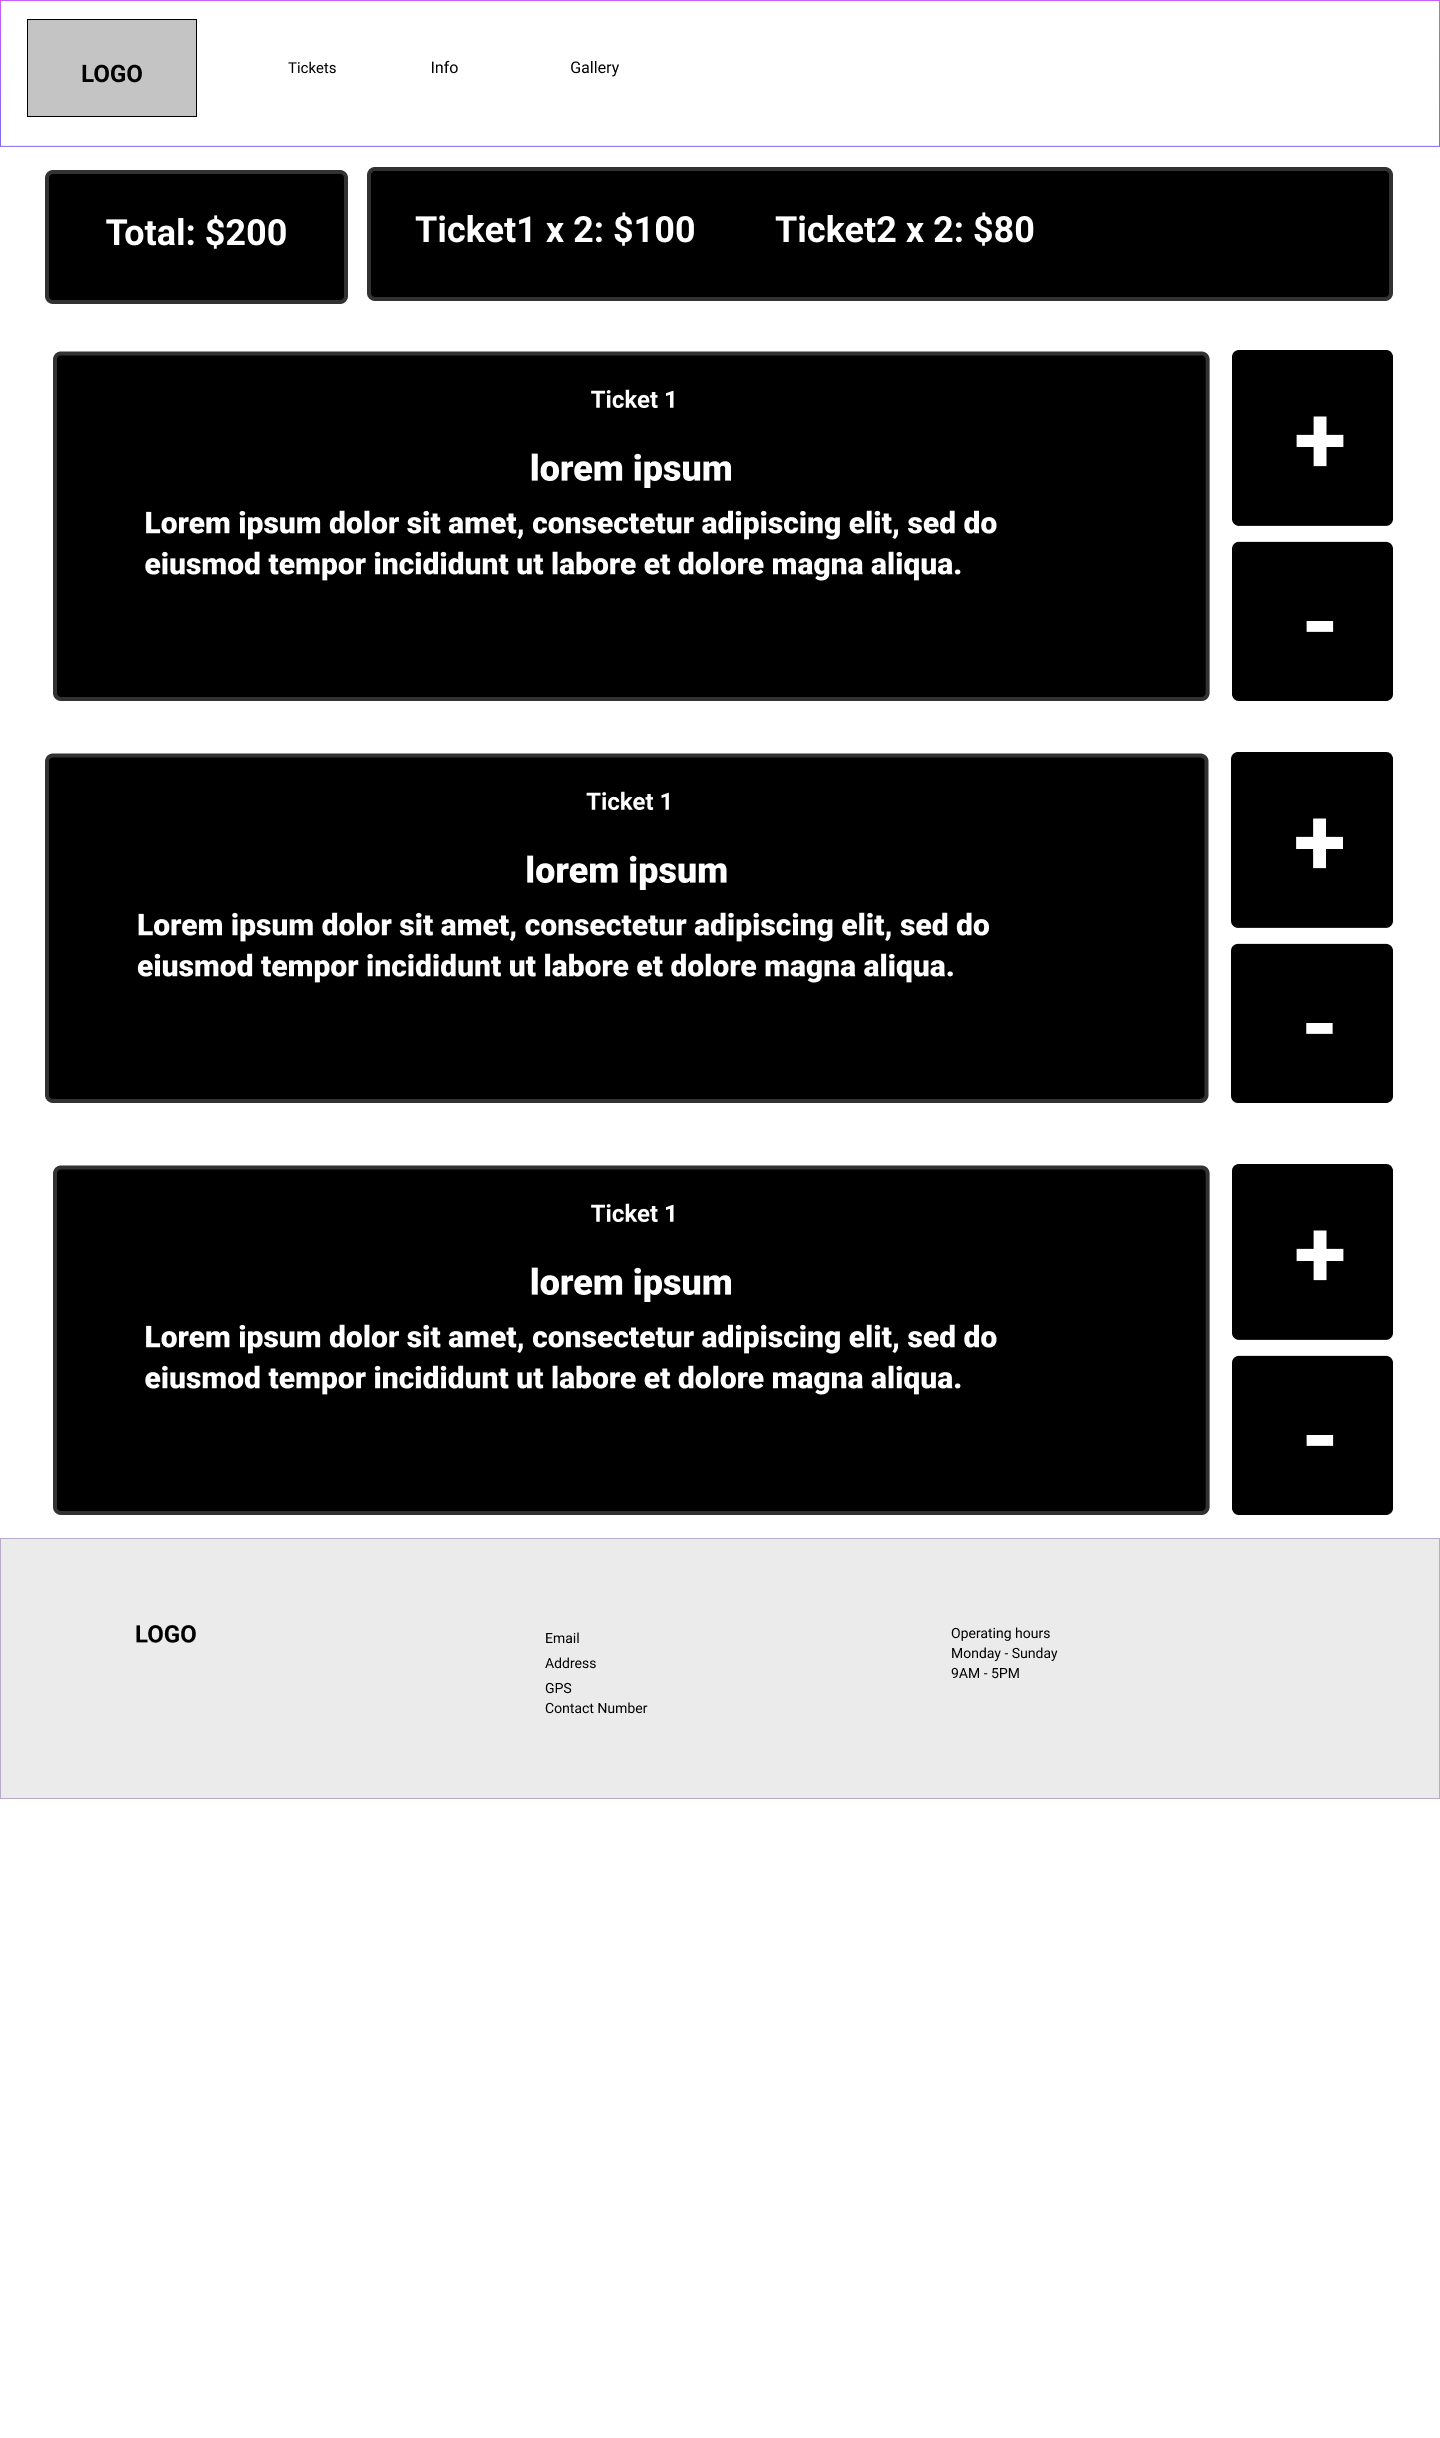 LOGO
Tickets
Info
Gallery
Total: $200
Ticket1 x 2: $100
Ticket2 x 2: $80
Ticket 1
lorem ipsum
Lorem ipsum dolor sit amet, consectetur adipiscing elit, sed do
eiusmod tempor incididunt ut labore et dolore magna aliqua.
+
-
Ticket 1
lorem ipsum
Lorem ipsum dolor sit amet, consectetur adipiscing elit, sed do
eiusmod tempor incididunt ut labore et dolore magna aliqua.
+
-
Ticket 1
lorem ipsum
Lorem ipsum dolor sit amet, consectetur adipiscing elit, sed do
eiusmod tempor incididunt ut labore et dolore magna aliqua.
+
-
LOGO
Email
Address
GPS
Contact Number
Operating hours
Monday - Sunday
9AM - 5PM